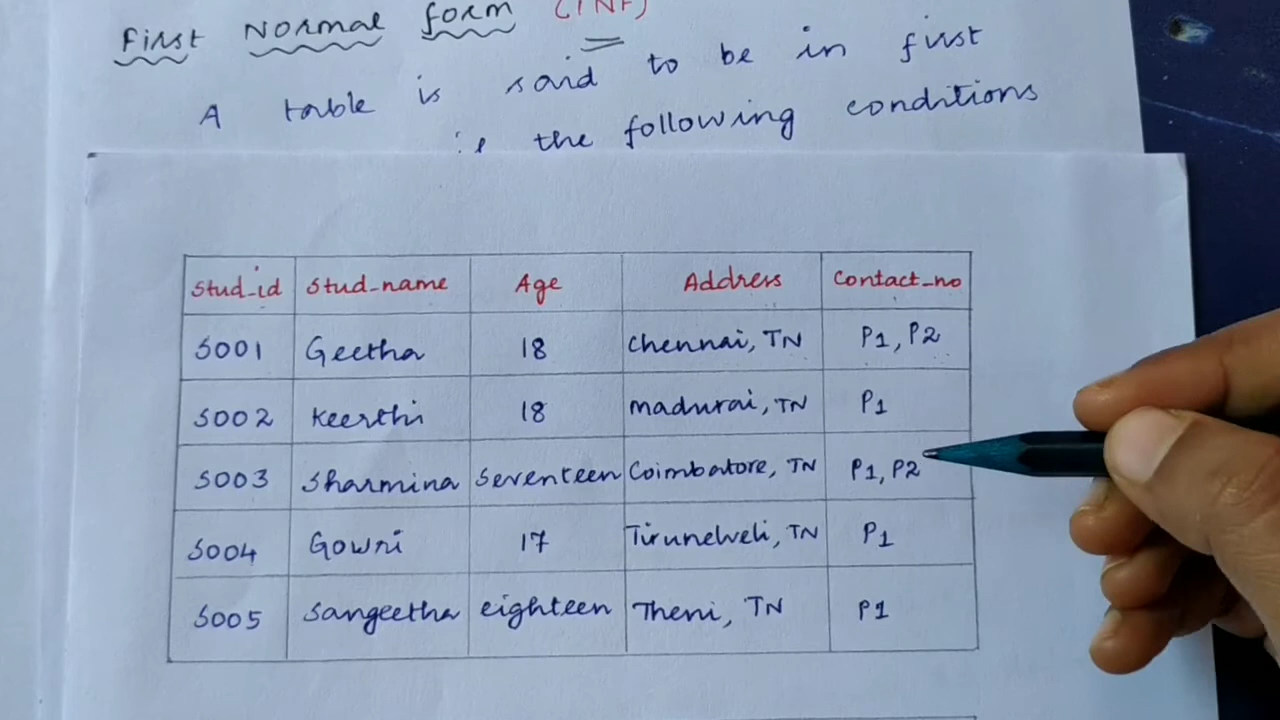 First Normal form (1NF)
A table is said to be in first
the following conditions
Stud_id Stud_name Age Address Contact_no
S001 Geetha 18 Chennai, TN P1, P2
S002 Keerthi 18 Madurai, TN P1
S003 Sharmina Seventeen Coimbatore, TN P1, P2
S004 Gowri 17 Tirunelveli, TN P1
S005 Sangeetha eighteen Theni, TN P1